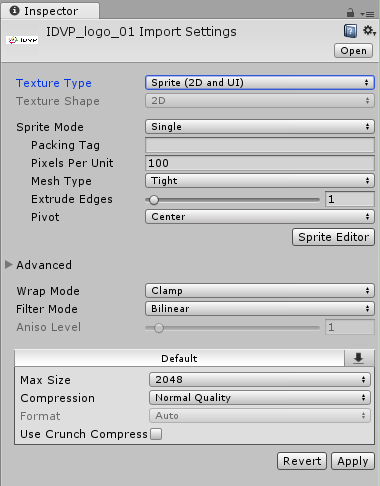 Inspector
IDVP_logo_01 Import Settings
IDVP
Open
Texture Type Sprite (2D and UI)
Texture Shape 2D
Sprite Mode Single
Packing Tag
Pixels Per Unit 100
Mesh Type Tight
Extrude Edges 1
Pivot Center
Sprite Editor
Advanced
Wrap Mode Clamp
Filter Mode Bilinear
Aniso Level 1
Default
Max Size 2048
Compression Normal Quality
Format Auto
Use Crunch Compress
Revert Apply